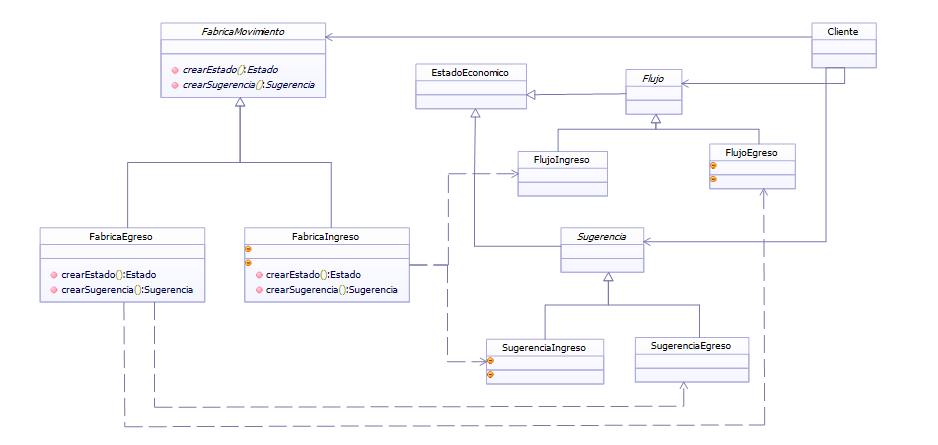 FabricaMovimiento
crearEstado():Estado
crearSugerencia():Sugerencia
Cliente
EstadoEconomico
Flujo
FlujoIngreso
FlujoEgreso
FabricaEgreso
crearEstado():Estado
crearSugerencia():Sugerencia
FabricaIngreso
crearEstado():Estado
crearSugerencia():Sugerencia
Sugerencia
SugerenciaIngreso
SugerenciaEgreso